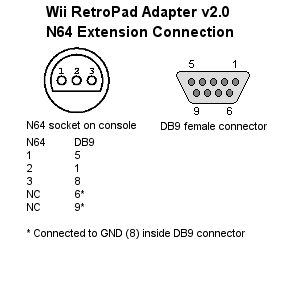 Wii RetroPad Adapter v2.0
N64 Extension Connection
1 2 3
5 1
9 6
N64 socket on console
DB9 female connector
N64 DB9
1 5
2 1
3 8
NC 6*
NC 9*
* Connected to GND (8) inside DB9 connector